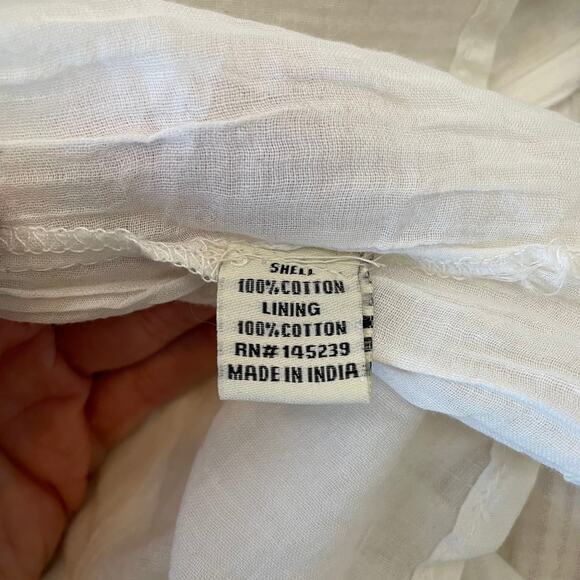 SHELL
100%COTTON
LINING
100%COTTON
RN#145239
MADE IN INDIA